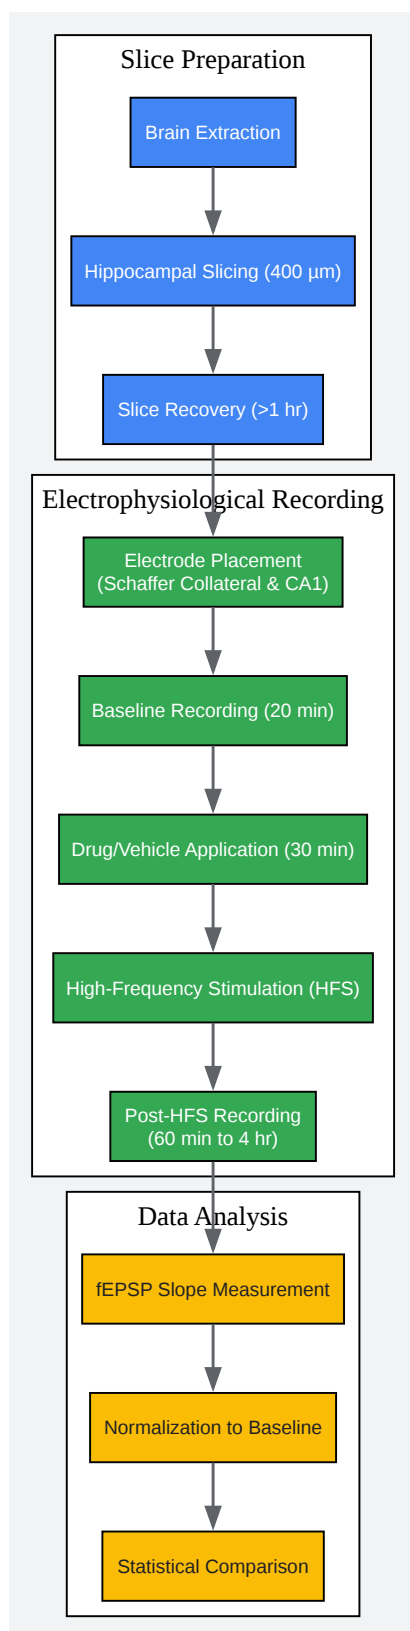 Slice Preparation
Brain Extraction
Hippocampal Slicing (400 µm)
Slice Recovery (>1 hr)
Electrophysiological Recording
Electrode Placement
(Schaffer Collateral & CA1)
Baseline Recording (20 min)
Drug/Vehicle Application (30 min)
High-Frequency Stimulation (HFS)
Post-HFS Recording
(60 min to 4 hr)
Data Analysis
fEPSP Slope Measurement
Normalization to Baseline
Statistical Comparison